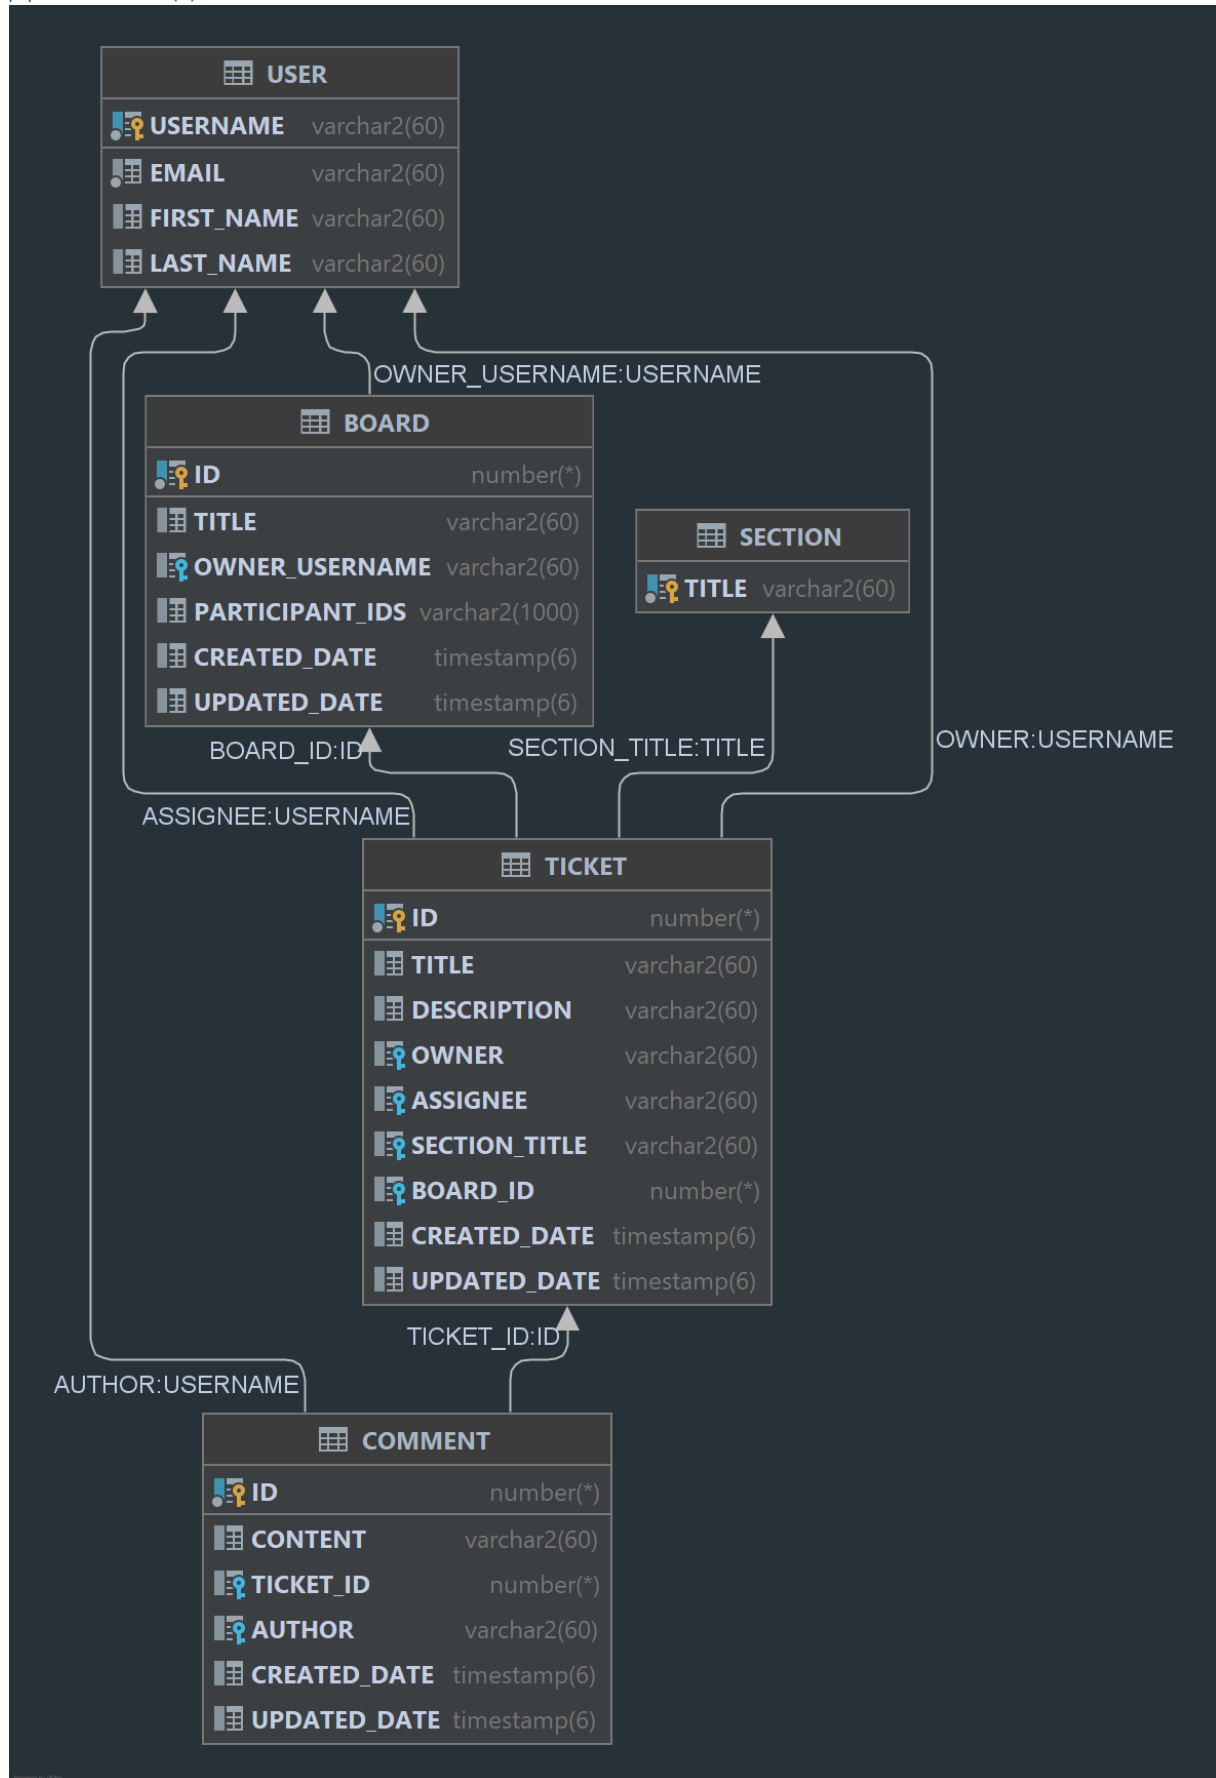 USER
USERNAME varchar2(60)
EMAIL varchar2(60)
FIRST_NAME varchar2(60)
LAST_NAME varchar2(60)
OWNER_USERNAME:USERNAME
BOARD
ID number(*)
TITLE varchar2(60)
OWNER_USERNAME varchar2(60)
PARTICIPANT_IDS varchar2(1000)
CREATED_DATE timestamp(6)
UPDATED_DATE timestamp(6)
SECTION
TITLE varchar2(60)
BOARD_ID:ID
SECTION_TITLE:TITLE
OWNER:USERNAME
ASSIGNEE:USERNAME
TICKET
ID number(*)
TITLE varchar2(60)
DESCRIPTION varchar2(60)
OWNER varchar2(60)
ASSIGNEE varchar2(60)
SECTION_TITLE varchar2(60)
BOARD_ID number(*)
CREATED_DATE timestamp(6)
UPDATED_DATE timestamp(6)
TICKET_ID:ID
AUTHOR:USERNAME
COMMENT
ID number(*)
CONTENT varchar2(60)
TICKET_ID number(*)
AUTHOR varchar2(60)
CREATED_DATE timestamp(6)
UPDATED_DATE timestamp(6)